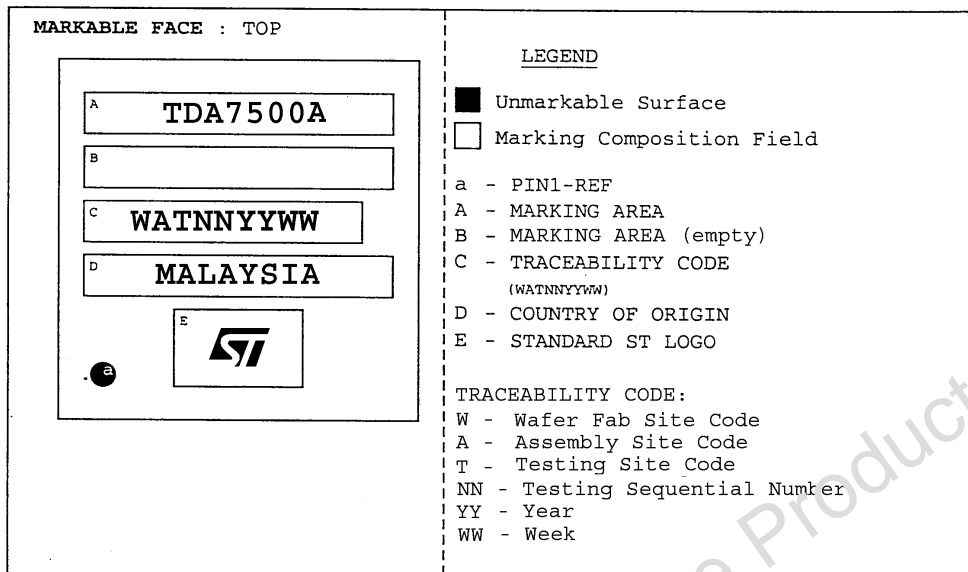 MARKABLE FACE : TOP
A TDA7500A
B
C WATNNYYWW
D MALAYSIA
E ST
a
LEGEND
Unmarkable Surface
Marking Composition Field
a - PIN1-REF
A - MARKING AREA
B - MARKING AREA (empty)
C - TRACEABILITY CODE
(WATNNYYWW)
D - COUNTRY OF ORIGIN
E - STANDARD ST LOGO
TRACEABILITY CODE:
W - Wafer Fab Site Code
A - Assembly Site Code
T - Testing Site Code
NN - Testing Sequential Number
YY - Year
WW - Week